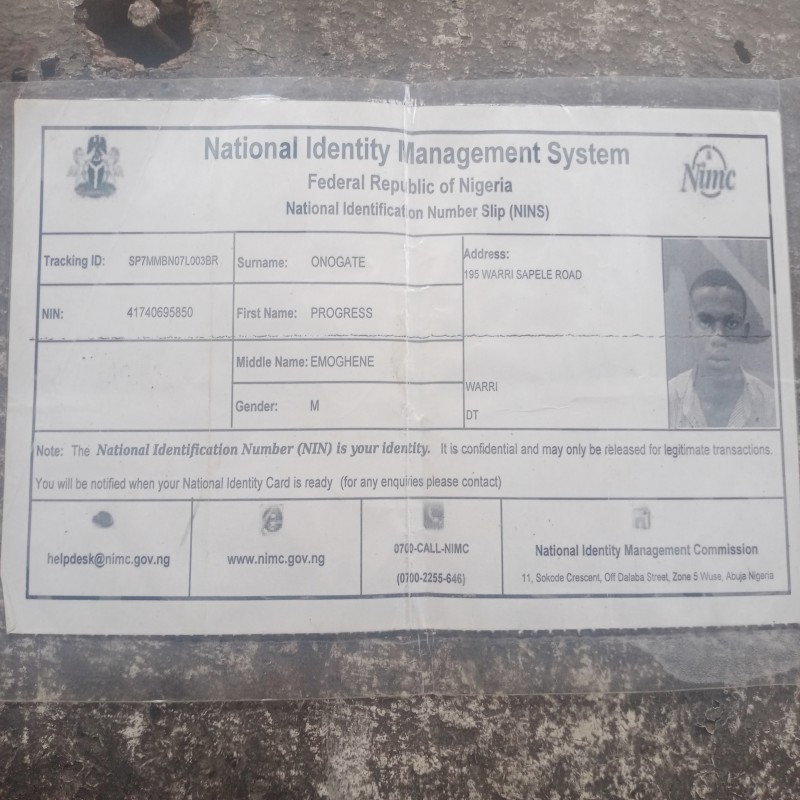 National Identity Management System
Federal Republic of Nigeria
National Identification Number Slip (NINS)
Nimc
Tracking ID: SP7MMBN07L003BR
Surname: ONOGATE
Address:
195 WARRI SAPELE ROAD
NIN: 41740695850
First Name: PROGRESS
Middle Name: EMOGHENE
WARRI
Gender: M
DT
Note: The National Identification Number (NIN) is your identity. It is confidential and may only be released for legitimate transactions.
You will be notified when your National Identity Card is ready (for any enquiries please contact)
helpdesk@nimc.gov.ng
www.nimc.gov.ng
0700-CALL-NIMC
(0700-2255-646)
National Identity Management Commission
11, Sokode Crescent, Off Dalaba Street, Zone 5 Wuse, Abuja Nigeria